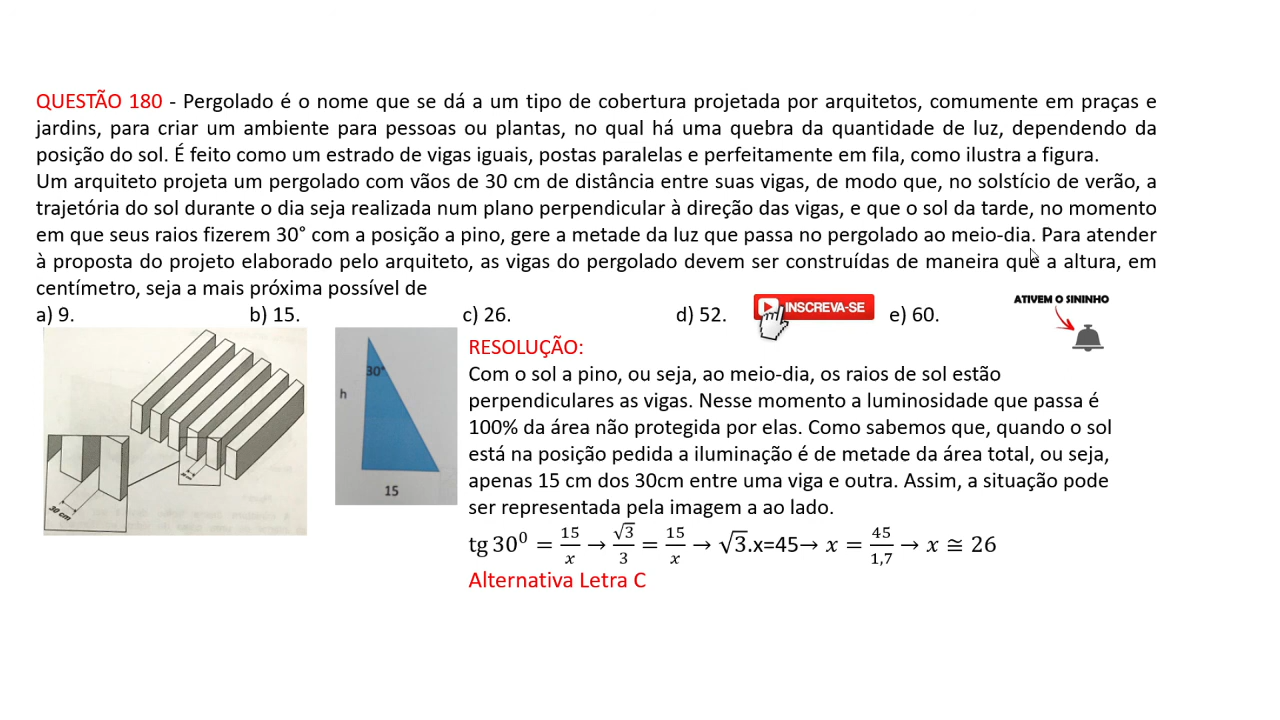 QUESTÃO 180 - Pergolado é o nome que se dá a um tipo de cobertura projetada por arquitetos, comumente em praças e
jardins, para criar um ambiente para pessoas ou plantas, no qual há uma quebra da quantidade de luz, dependendo da
posição do sol. É feito como um estrado de vigas iguais, postas paralelas e perfeitamente em fila, como ilustra a figura.
Um arquiteto projeta um pergolado com vãos de 30 cm de distância entre suas vigas, de modo que, no solstício de verão, a
trajetória do sol durante o dia seja realizada num plano perpendicular à direção das vigas, e que o sol da tarde, no momento
em que seus raios fizerem 30° com a posição a pino, gere a metade da luz que passa no pergolado ao meio-dia. Para atender
à proposta do projeto elaborado pelo arquiteto, as vigas do pergolado devem ser construídas de maneira que a altura, em
centímetro, seja a mais próxima possível de
a) 9. b) 15. c) 26. d) 52. e) 60.
INSCREVA-SE
ATIVEM O SININHO
30 cm
30°
h
15
RESOLUÇÃO:
Com o sol a pino, ou seja, ao meio-dia, os raios de sol estão
perpendiculares as vigas. Nesse momento a luminosidade que passa é
100% da área não protegida por elas. Como sabemos que, quando o sol
está na posição pedida a iluminação é de metade da área total, ou seja,
apenas 15 cm dos 30cm entre uma viga e outra. Assim, a situação pode
ser representada pela imagem a ao lado.
tg 30⁰ = 15/x → √3/3 = 15/x → √3.x=45→ x = 45/1,7 → x ≅ 26
Alternativa Letra C